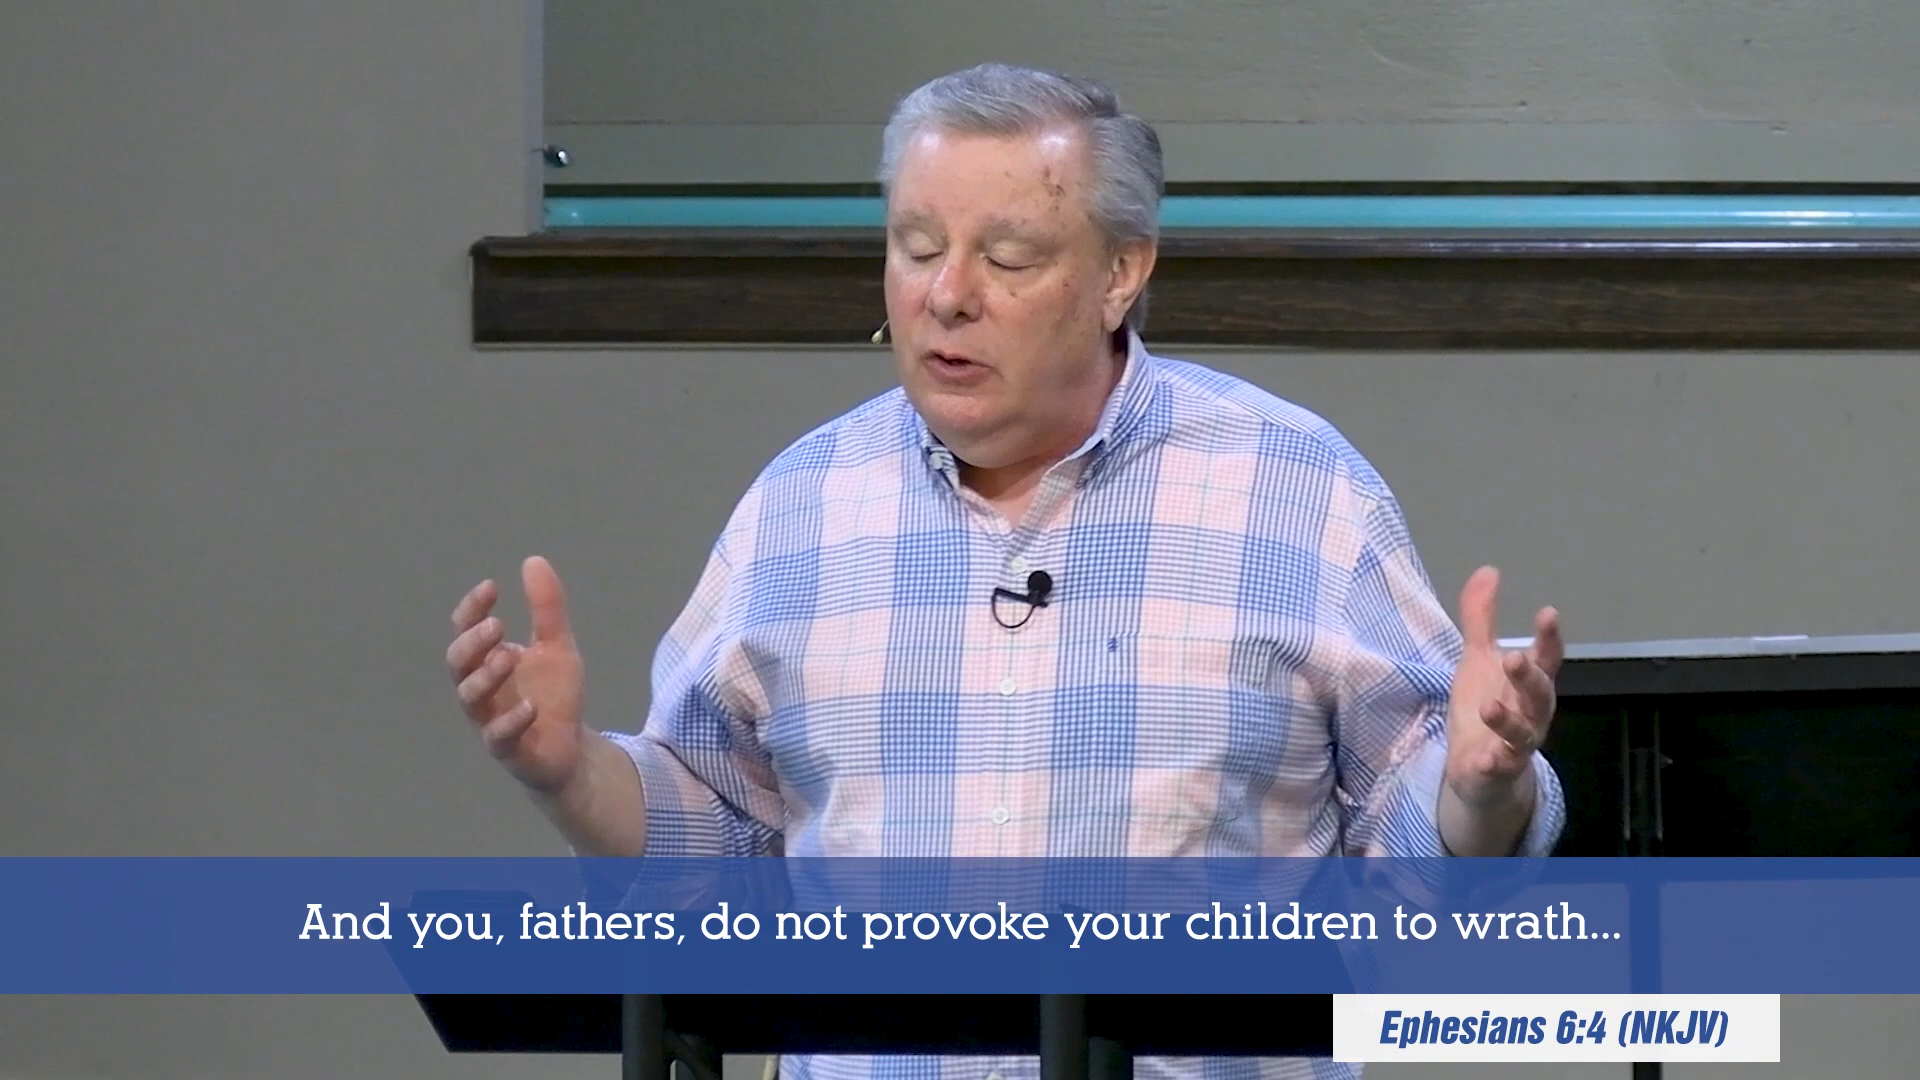 And you, fathers, do not provoke your children to wrath...
Ephesians 6:4 (NKJV)